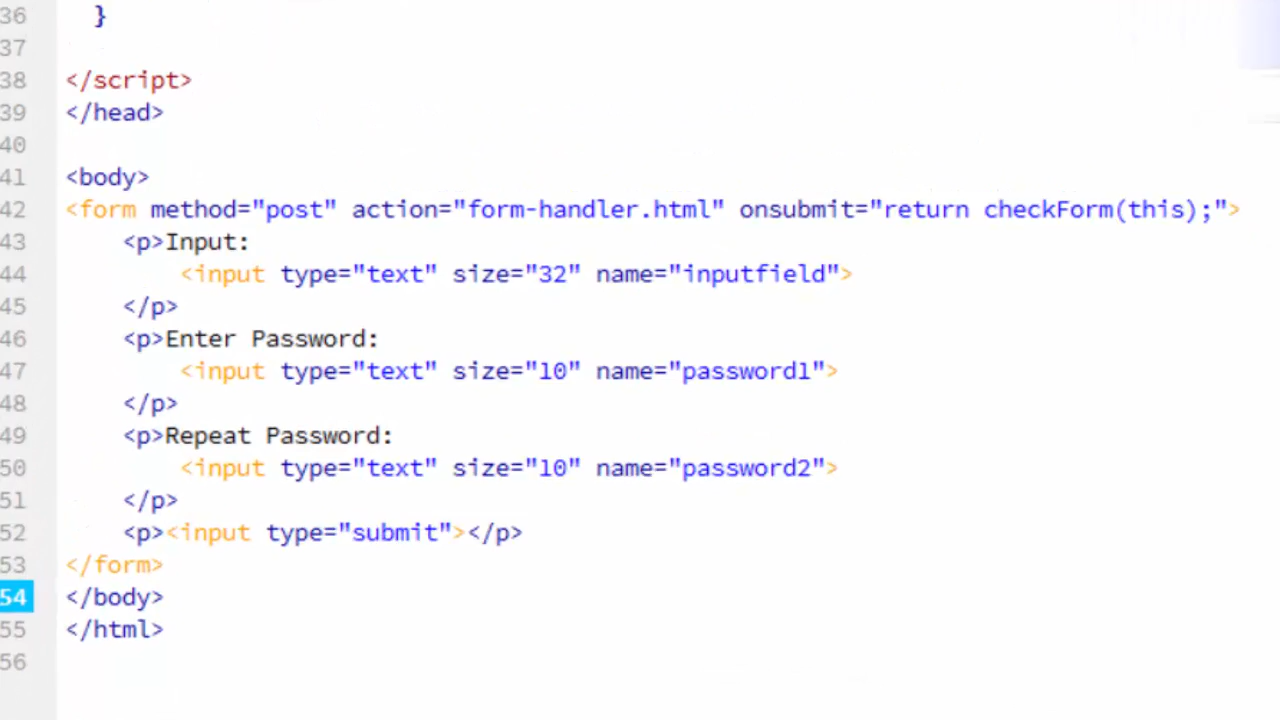 36 }
37
38 </script>
39 </head>
40
41 <body>
42 <form method="post" action="form-handler.html" onsubmit="return checkForm(this);">
43 <p>Input:
44 <input type="text" size="32" name="inputfield">
45 </p>
46 <p>Enter Password:
47 <input type="text" size="10" name="password1">
48 </p>
49 <p>Repeat Password:
50 <input type="text" size="10" name="password2">
51 </p>
52 <p><input type="submit"></p>
53 </form>
54 </body>
55 </html>
56